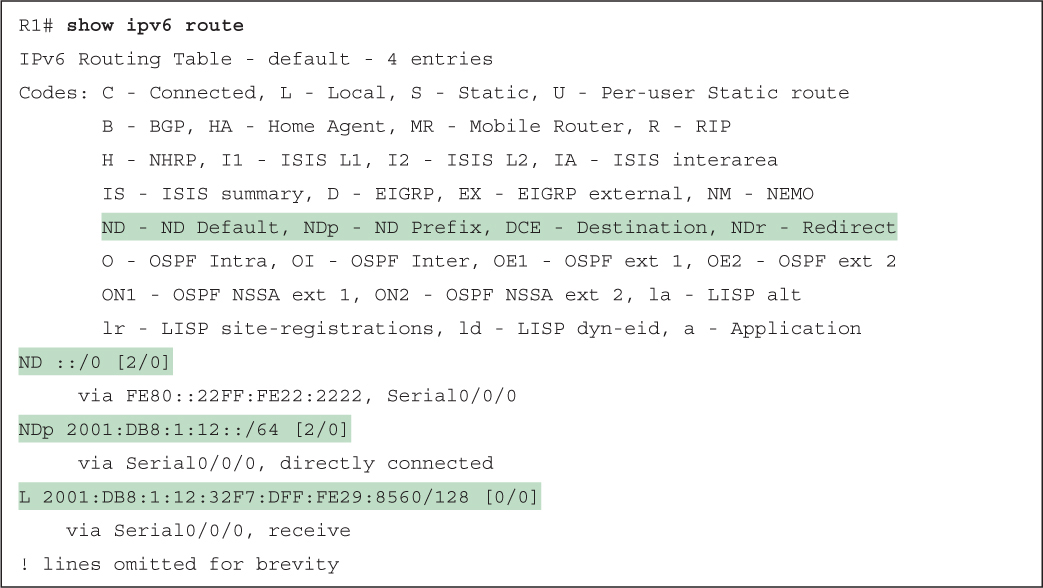 R1# show ipv6 route
IPv6 Routing Table - default - 4 entries
Codes: C - Connected, L - Local, S - Static, U - Per-user Static route
B - BGP, HA - Home Agent, MR - Mobile Router, R - RIP
H - NHRP, I1 - ISIS L1, I2 - ISIS L2, IA - ISIS interarea
IS - ISIS summary, D - EIGRP, EX - EIGRP external, NM - NEMO
ND - ND Default, NDp - ND Prefix, DCE - Destination, NDr - Redirect
O - OSPF Intra, OI - OSPF Inter, OE1 - OSPF ext 1, OE2 - OSPF ext 2
ON1 - OSPF NSSA ext 1, ON2 - OSPF NSSA ext 2, la - LISP alt
lr - LISP site-registrations, ld - LISP dyn-eid, a - Application
ND ::/0 [2/0]
via FE80::22FF:FE22:2222, Serial0/0/0
NDp 2001:DB8:1:12::/64 [2/0]
via Serial0/0/0, directly connected
L 2001:DB8:1:12:32F7:DFF:FE29:8560/128 [0/0]
via Serial0/0/0, receive
! lines omitted for brevity